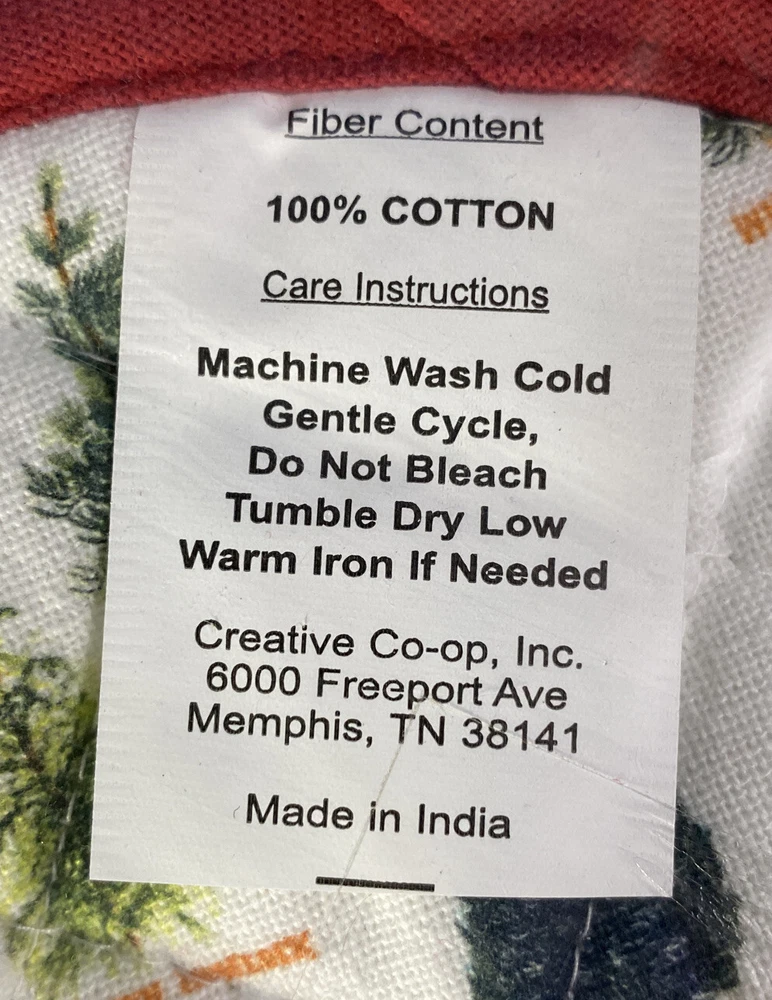 Fiber Content
100% COTTON
Care Instructions
Machine Wash Cold
Gentle Cycle,
Do Not Bleach
Tumble Dry Low
Warm Iron If Needed
Creative Co-op, Inc.
6000 Freeport Ave
Memphis, TN 38141
Made in India